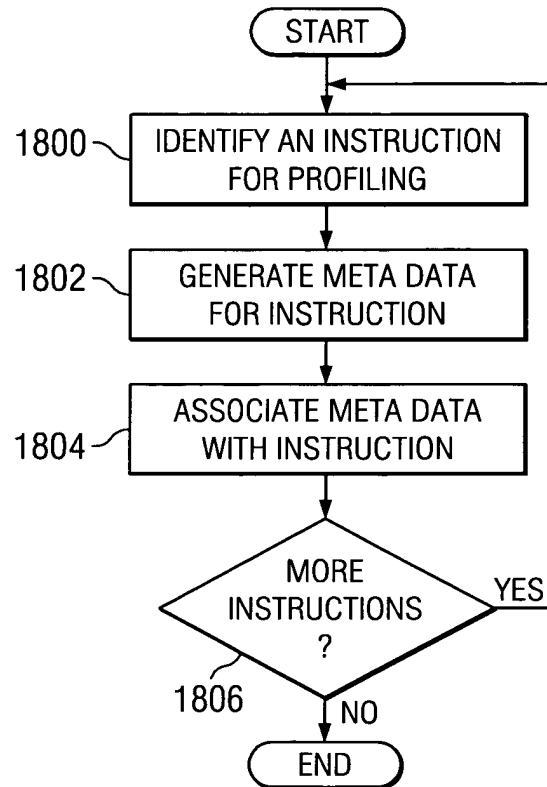 START
1800
IDENTIFY AN INSTRUCTION
FOR PROFILING
1802
GENERATE META DATA
FOR INSTRUCTION
1804
ASSOCIATE META DATA
WITH INSTRUCTION
MORE
INSTRUCTIONS
?
YES
1806
NO
END